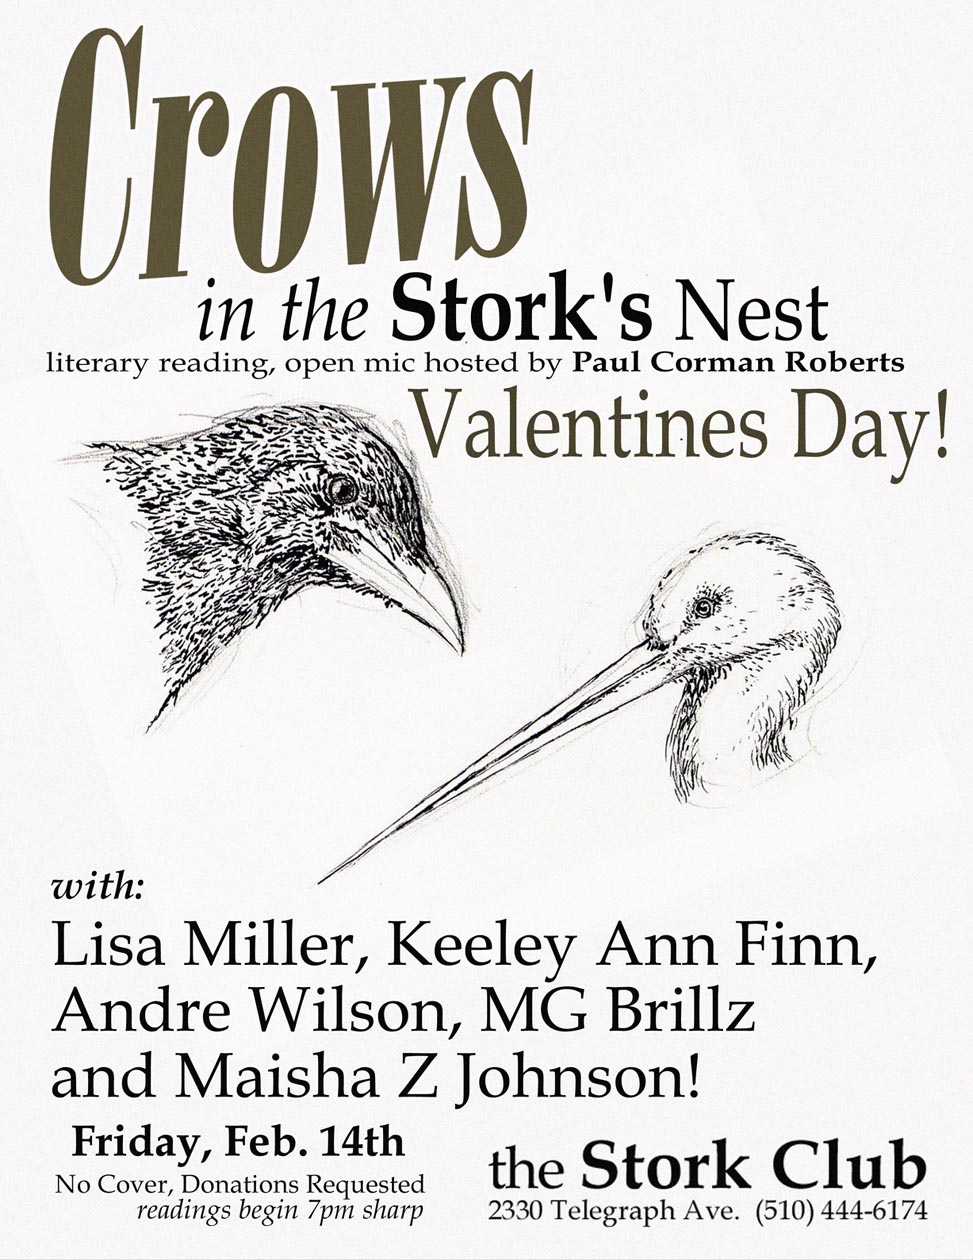 Crows
in the Stork's Nest
literary reading, open mic hosted by Paul Corman Roberts
Valentines Day!
with:
Lisa Miller, Keeley Ann Finn,
Andre Wilson, MG Brillz
and Maisha Z Johnson!
Friday, Feb. 14th
No Cover, Donations Requested
readings begin 7pm sharp
the Stork Club
2330 Telegraph Ave. (510) 444-6174